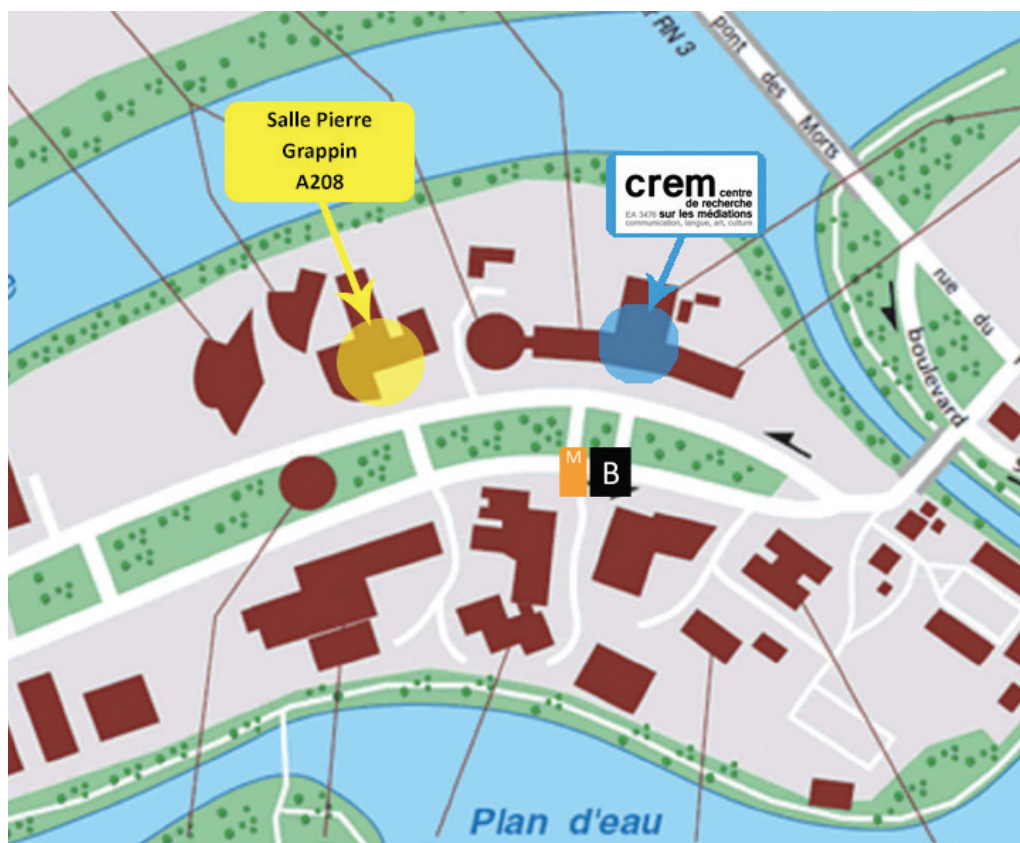 RN 3
pont des Morts
Salle Pierre
Grappin
A208
crem centre
de recherche
EA 3476 sur les médiations
communication, langue, art, culture
rue du
boulevard
M
B
Plan d'eau